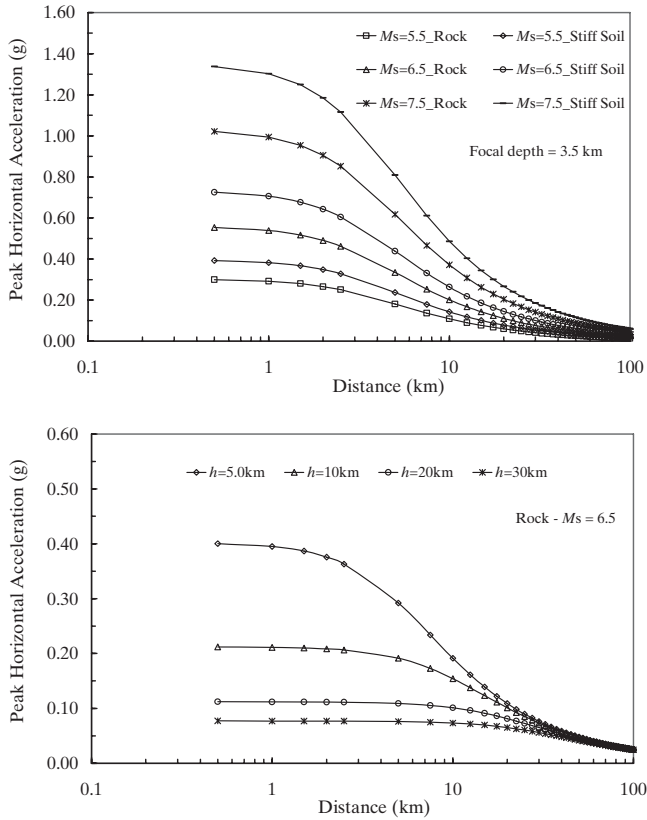 1.60
1.40
1.20
1.00
0.80
0.60
0.40
0.20
0.00
Peak Horizontal Acceleration (g)
Ms=5.5_Rock Ms=5.5_Stiff Soil
Ms=6.5_Rock Ms=6.5_Stiff Soil
Ms=7.5_Rock Ms=7.5_Stiff Soil
Focal depth = 3.5 km
0.1 1 10 100
Distance (km)
0.60
0.50
0.40
0.30
0.20
0.10
0.00
Peak Horizontal Acceleration (g)
h=5.0km h=10km h=20km h=30km
Rock - Ms = 6.5
0.1 1 10 100
Distance (km)